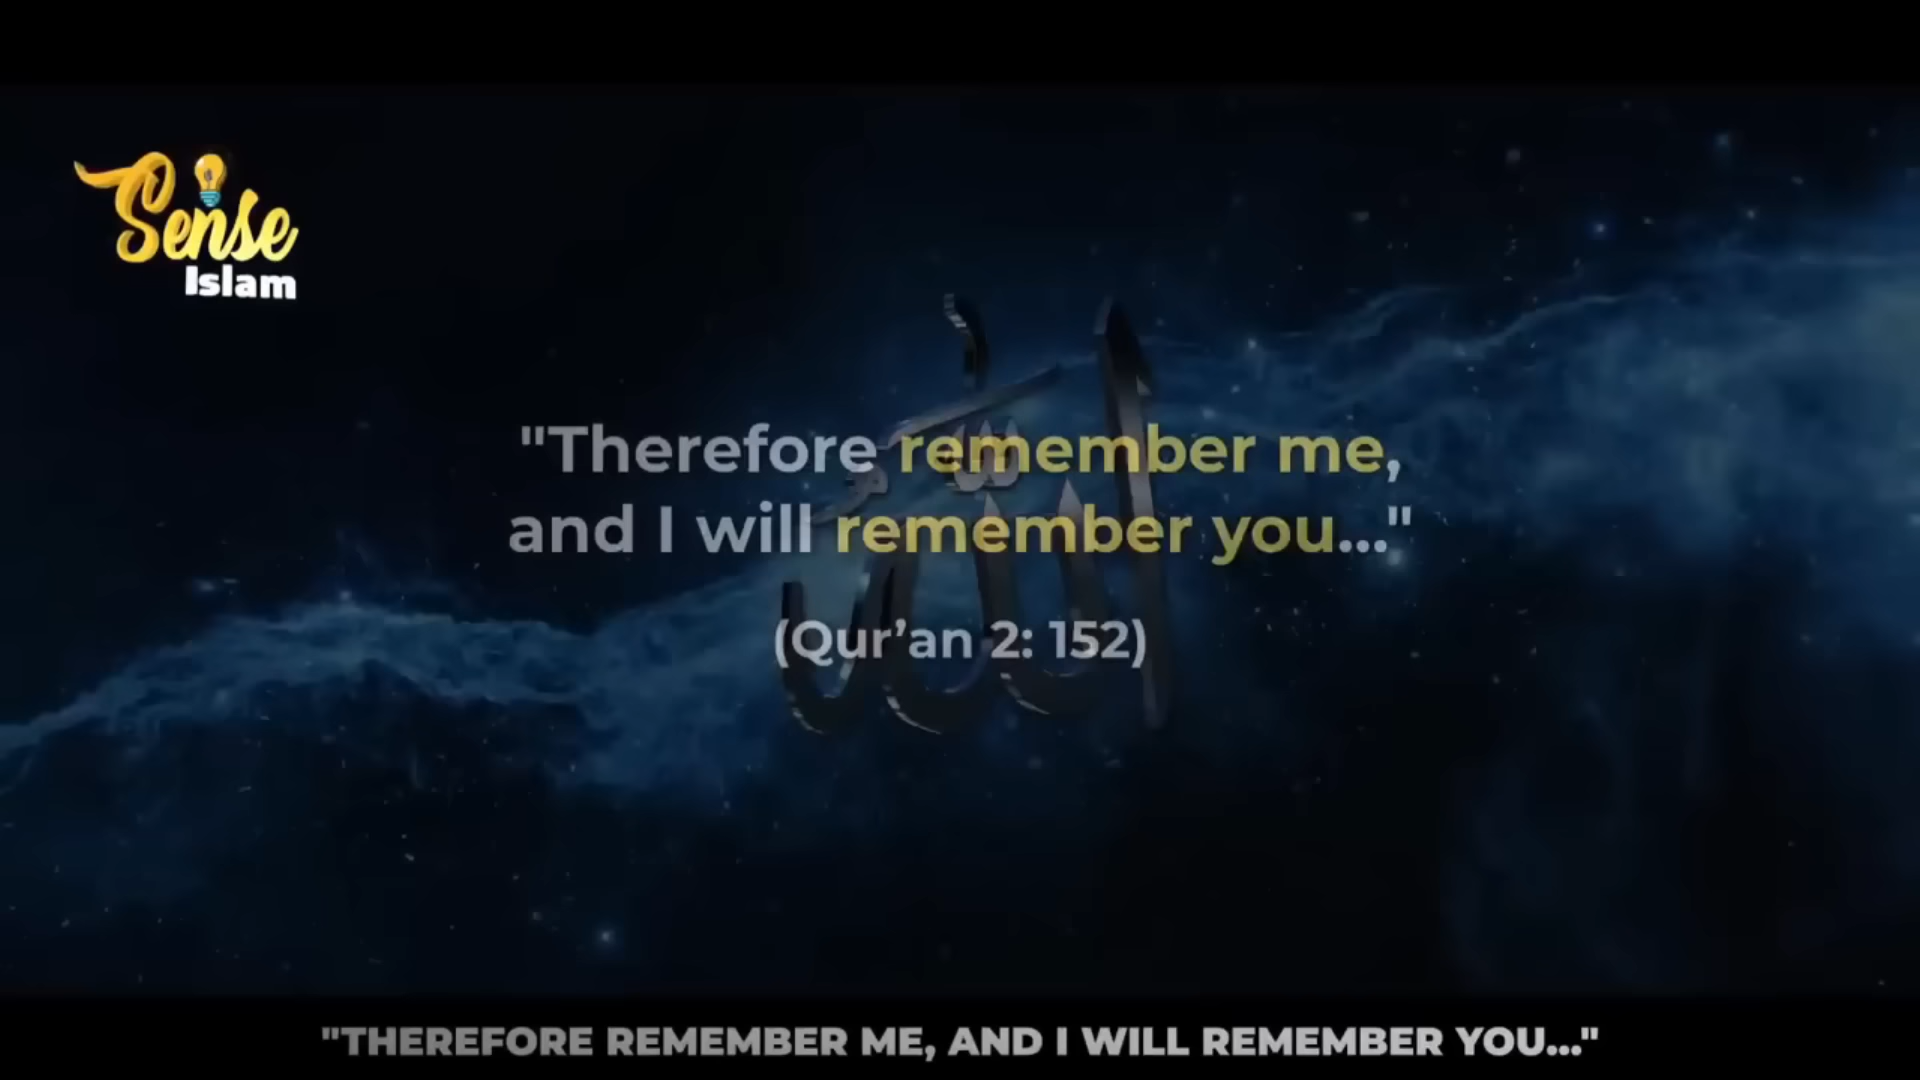 Sense
Islam
الله
"Therefore remember me,
and I will remember you..."
(Qur’an 2: 152)
"THEREFORE REMEMBER ME, AND I WILL REMEMBER YOU..."